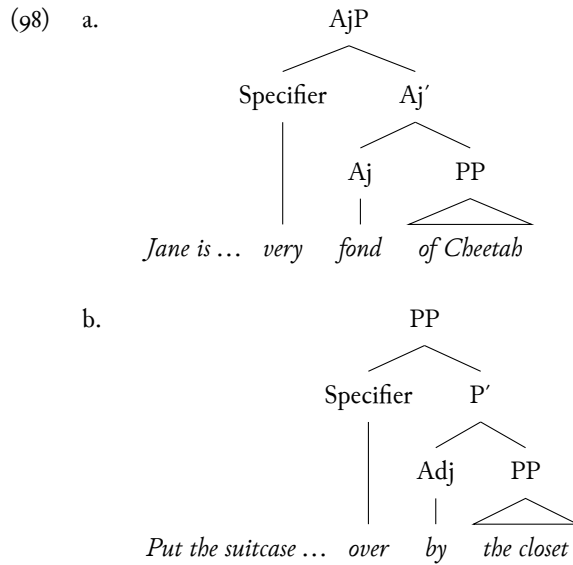 (98) a. AjP
Specifier Aj′
Aj PP
Jane is … very fond of Cheetah
b. PP
Specifier P′
Adj PP
Put the suitcase … over by the closet